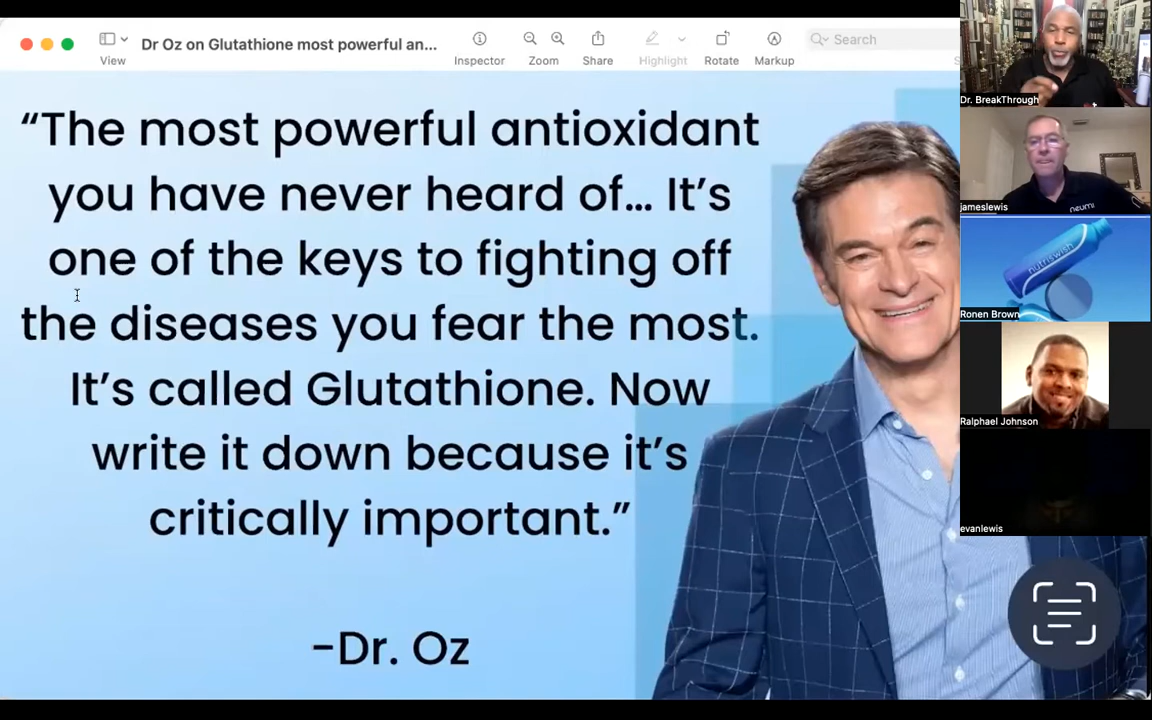 Dr Oz on Glutathione most powerful an...
View
Inspector
Zoom
Share
Highlight
Rotate
Markup
Search
“The most powerful antioxidant
you have never heard of... It’s
one of the keys to fighting off
the diseases you fear the most.
It’s called Glutathione. Now
write it down because it’s
critically important.”
-Dr. Oz
Dr. BreakThrough
neumi
jameslewis
nutriswish
Ronen Brown
Ralphael Johnson
evanlewis